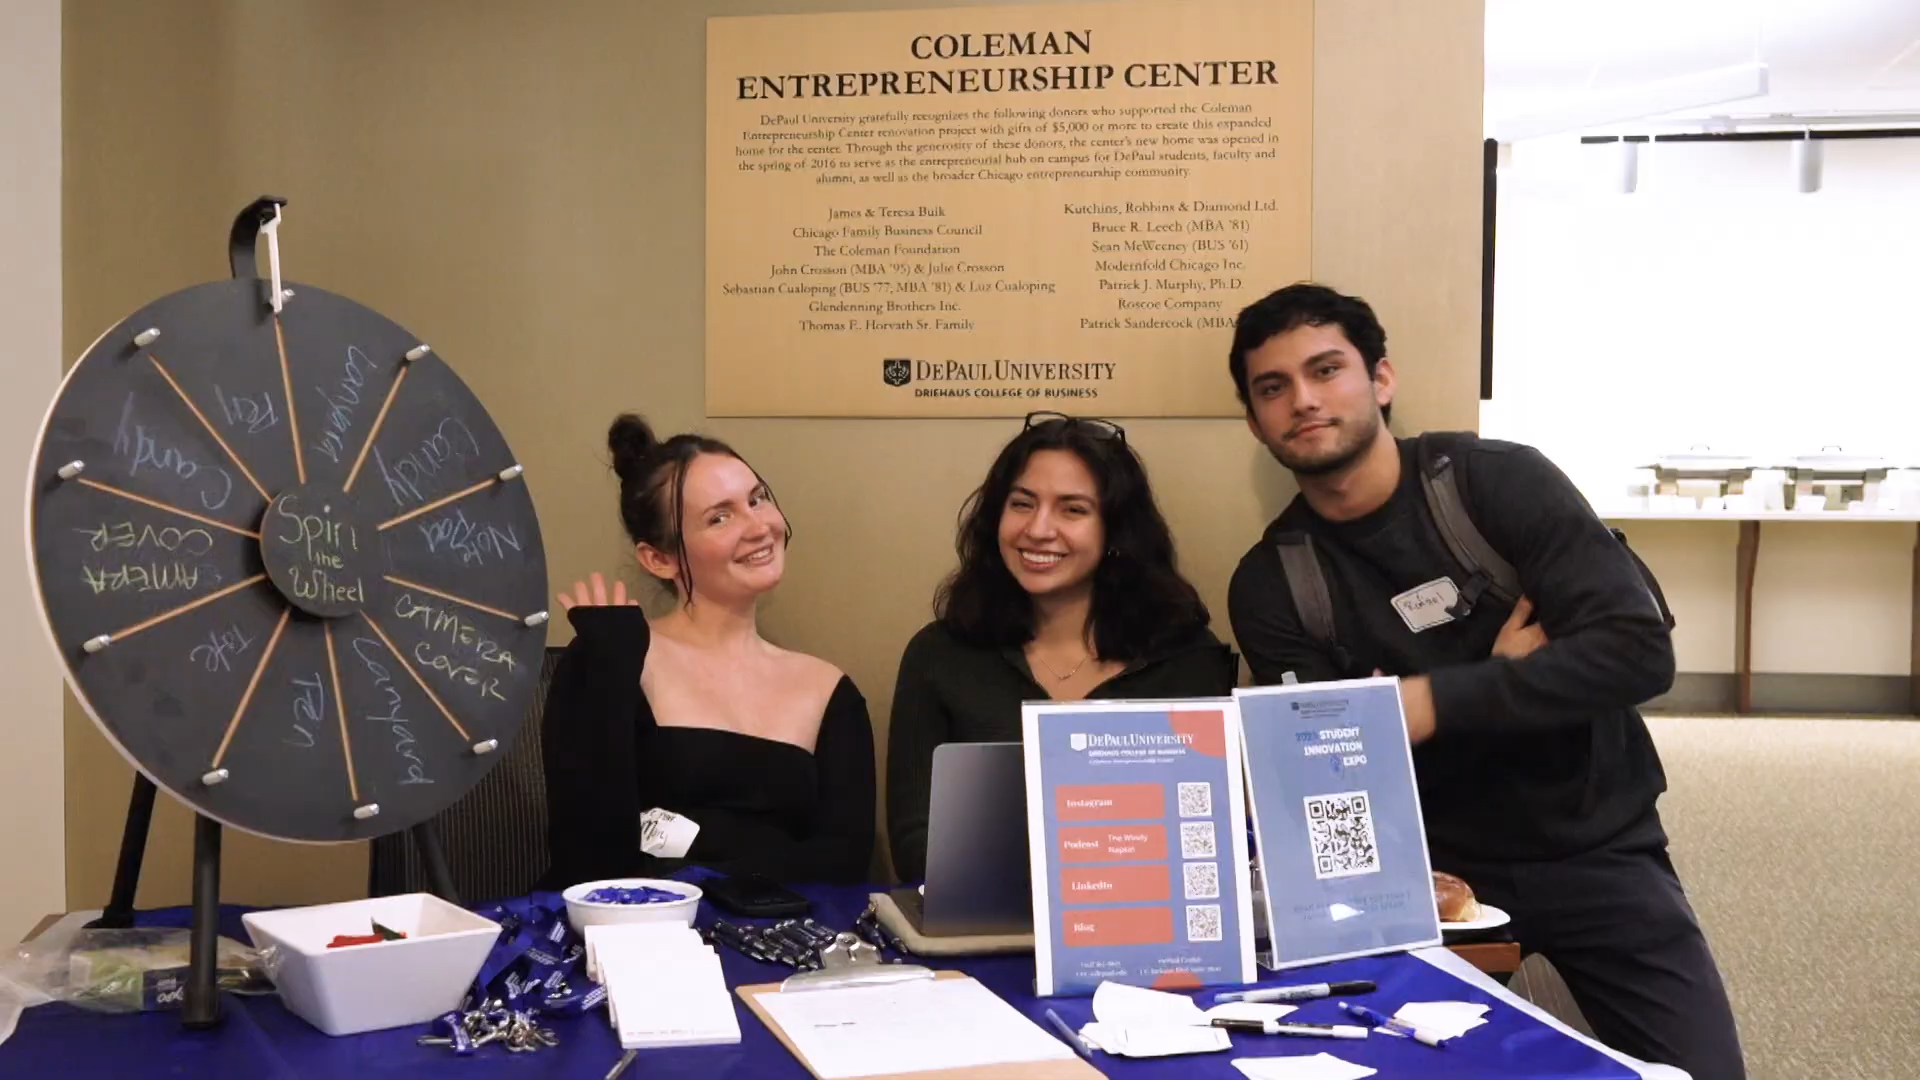 COLEMAN
ENTREPRENEURSHIP CENTER
DePaul University gratefully recognizes the following donors who supported the Coleman
Entrepreneurship Center renovation project with gifts of $5,000 or more to create this expanded
home for the center. Through the generosity of these donors, the center's new home was opened in
the spring of 2016 to serve as the entrepreneurial hub on campus for DePaul students, faculty and
alumni, as well as the broader Chicago entrepreneurship community.
James & Teresa Buik
Chicago Family Business Council
The Coleman Foundation
John Crosson (MBA '95) & Julie Crosson
Sebastian Cualoping (BUS '77, MBA '81) & Luz Cualoping
Glendenning Brothers Inc.
Thomas E. Horvath Sr. Family
Kutchins, Robbins & Diamond Ltd.
Bruce R. Leech (MBA '81)
Sean McWeeney (BUS '61)
Modernfold Chicago Inc.
Patrick J. Murphy, Ph.D.
Roscoe Company
Patrick Sandercock (MBA
DEPAUL UNIVERSITY
DRIEHAUS COLLEGE OF BUSINESS
Spin
the
Wheel
Lanyard
Candy
Notepad
CAMERA
COVER
Lanyard
Pen
CAMERA
COVER
Candy
Pen
DEPAUL UNIVERSITY
DRIEHAUS COLLEGE OF BUSINESS
Instagram
Podcast The Windy
Napkin
LinkedIn
Blog
STUDENT
INNOVATION
EXPO